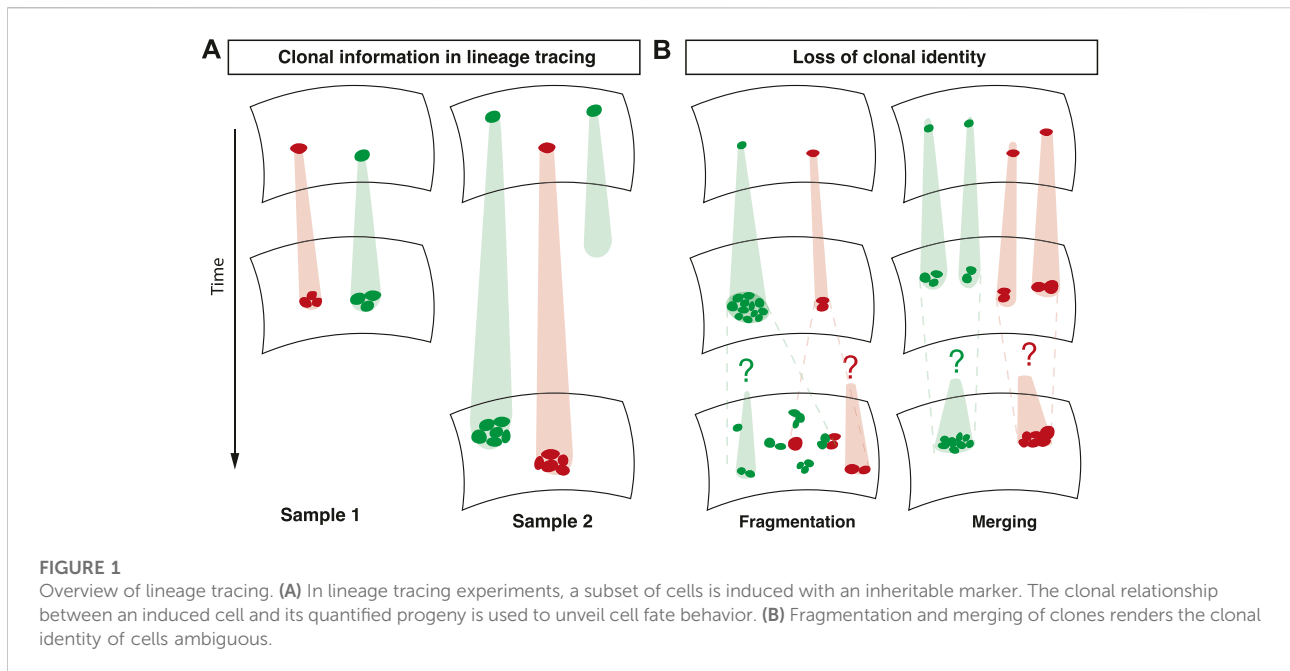 A
Clonal information in lineage tracing
B
Loss of clonal identity
Time
?
?
?
?
Sample 1
Sample 2
Fragmentation
Merging
FIGURE 1
Overview of lineage tracing. (A) In lineage tracing experiments, a subset of cells is induced with an inheritable marker. The clonal relationship
between an induced cell and its quantified progeny is used to unveil cell fate behavior. (B) Fragmentation and merging of clones renders the clonal
identity of cells ambiguous.